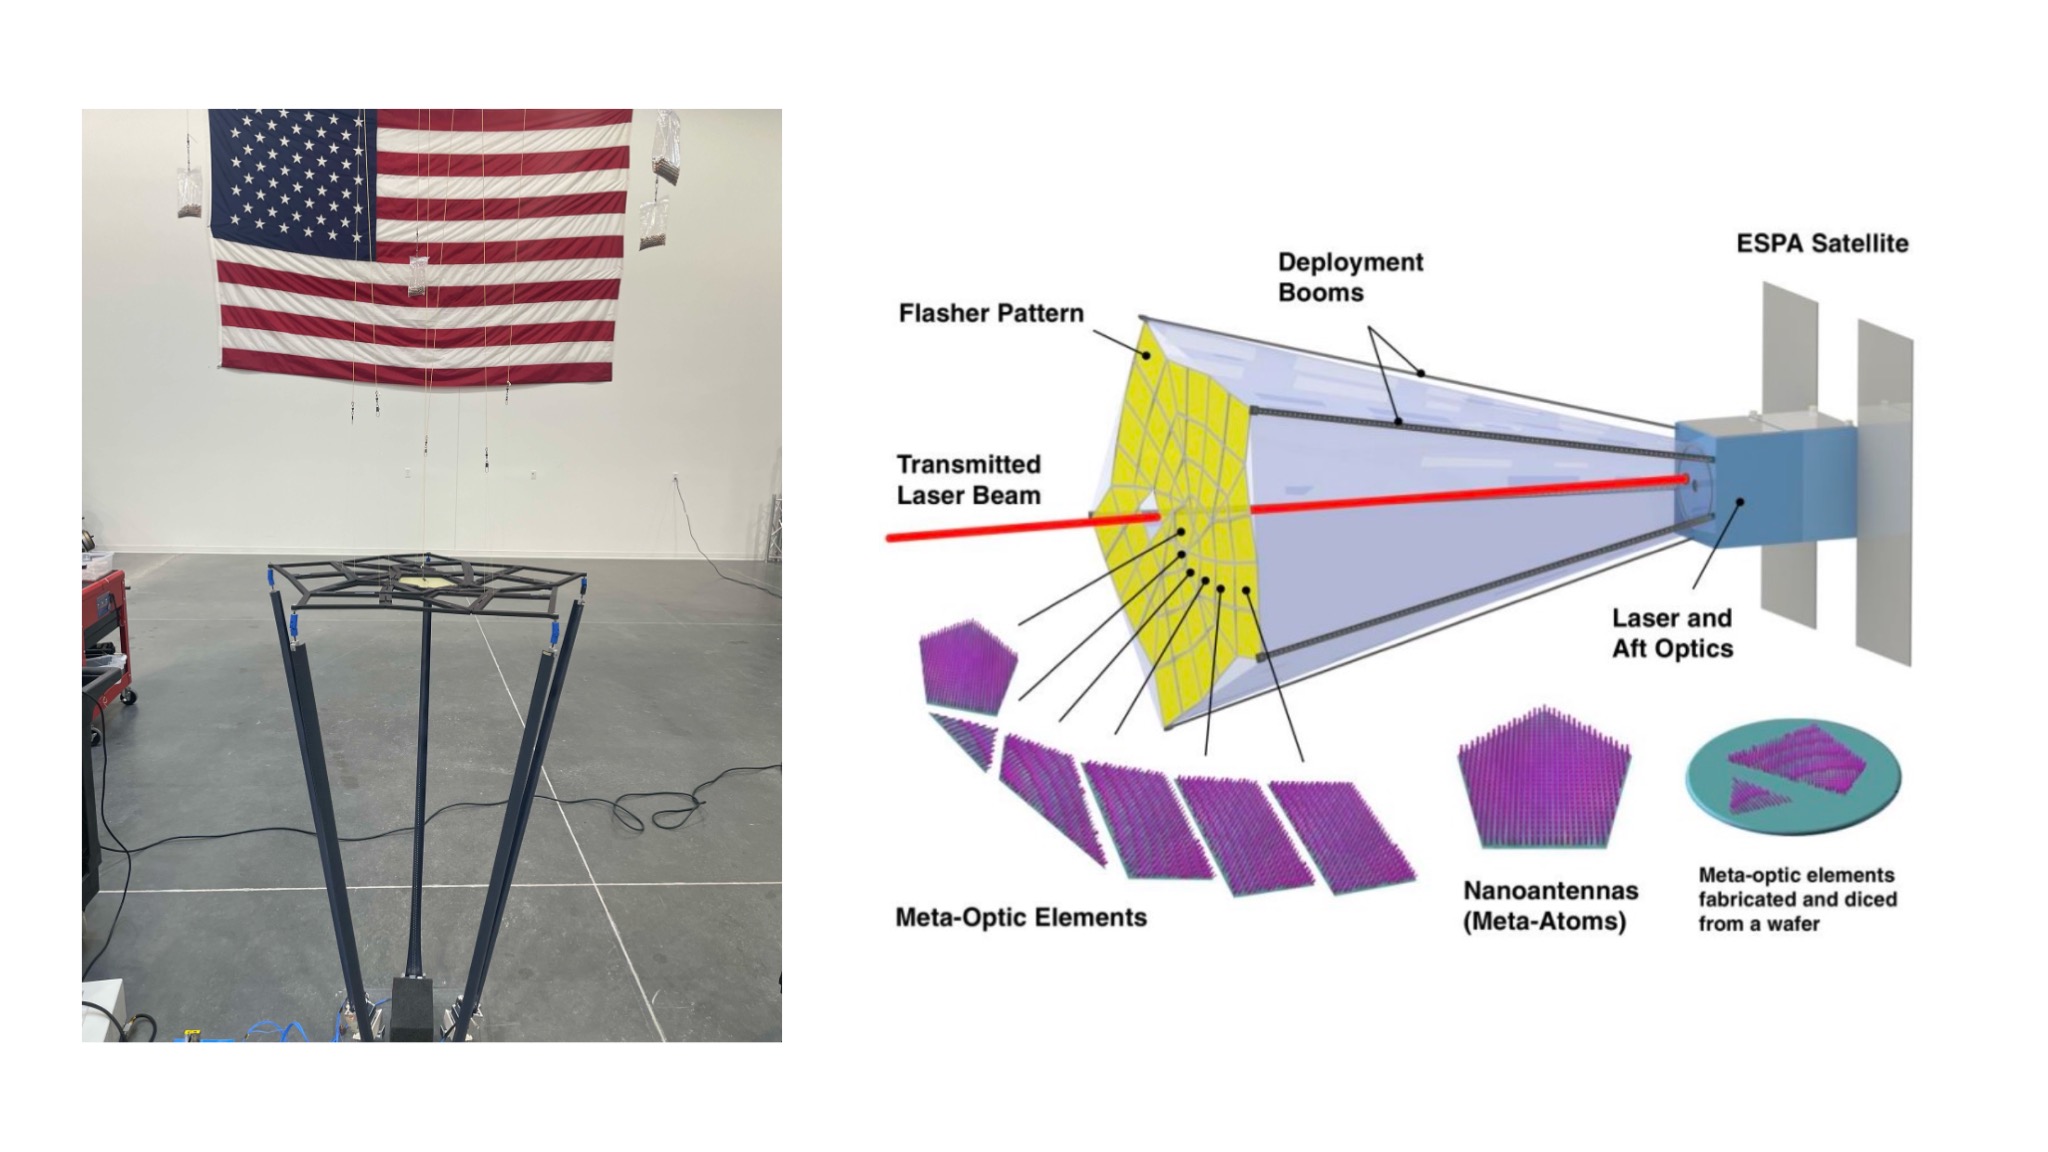 ESPA Satellite
Deployment
Booms
Flasher Pattern
Transmitted
Laser Beam
Laser and
Aft Optics
Meta-Optic Elements
Nanoantennas
(Meta-Atoms)
Meta-optic elements
fabricated and diced
from a wafer